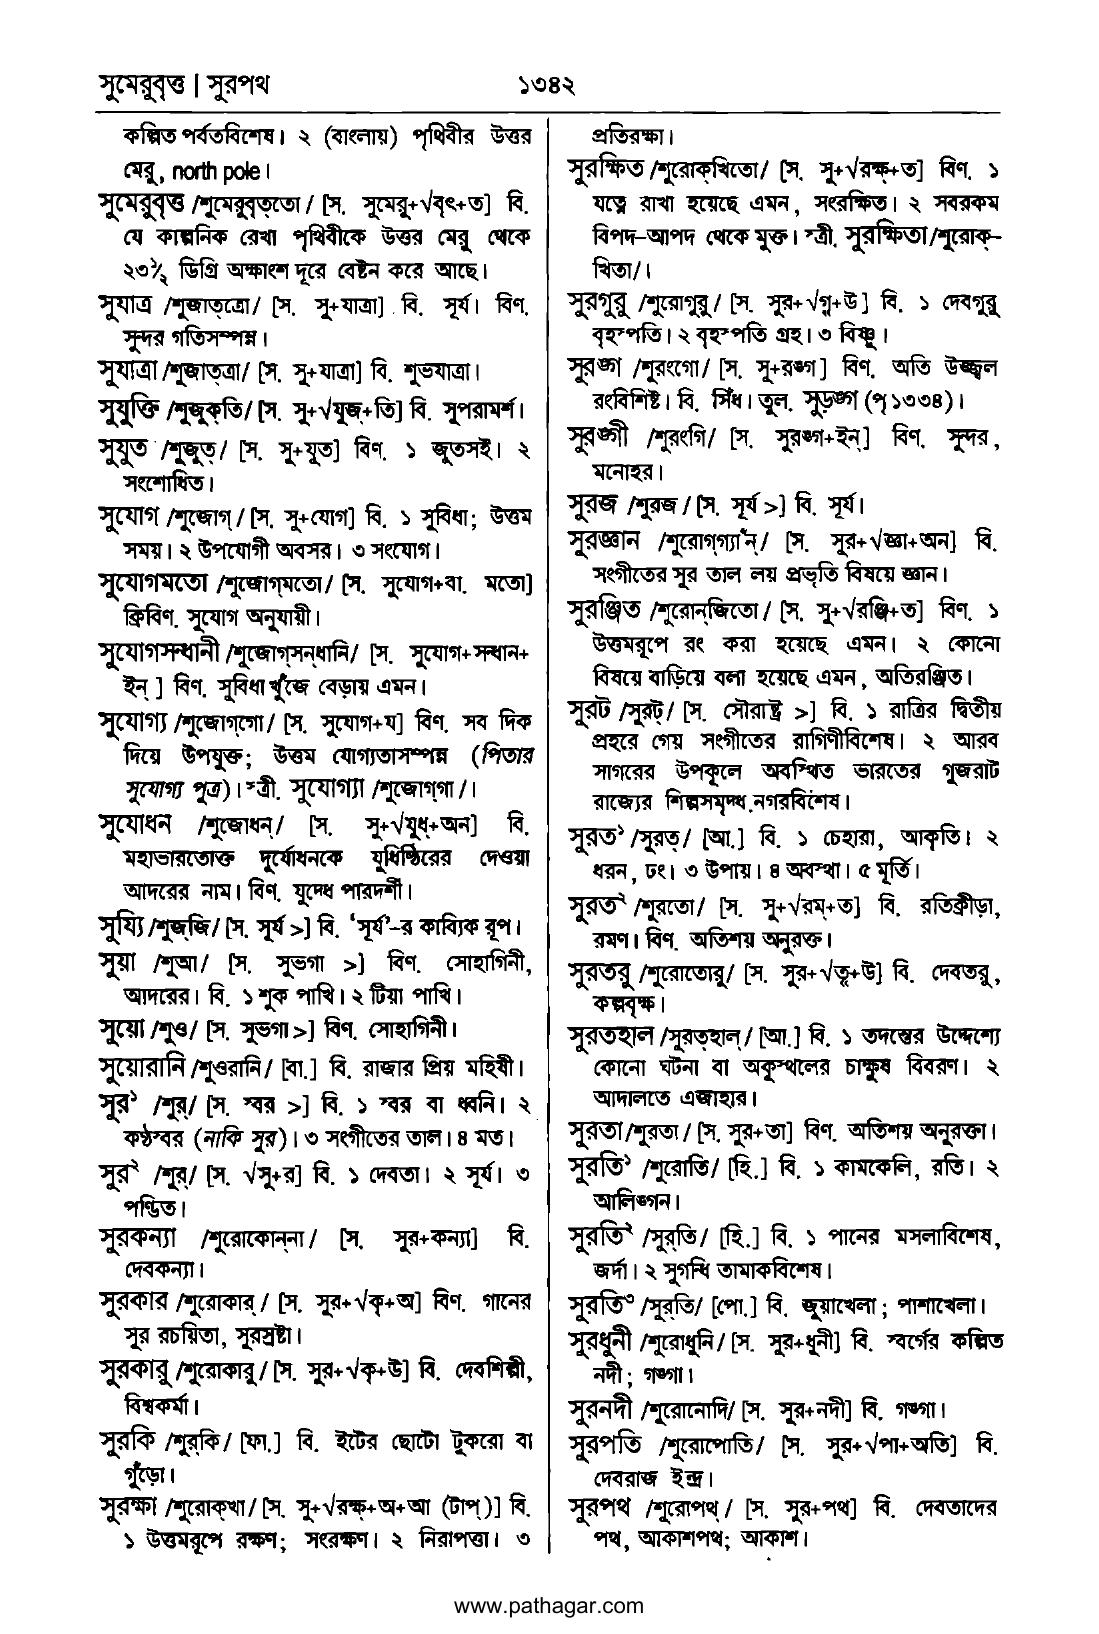 সুমেরুবৃত্ত | সুরপথ
১৩৪২
কল্পিত পর্বতবিশেষ। ২ (বাংলায়) পৃথিবীর উত্তর
মেরু, north pole।
সুমেরুবৃত্ত /শুমেরুবৃত্‌তো/ [স. সুমেরু+√বৃৎ+ত] বি.
যে কাল্পনিক রেখা পৃথিবীকে উত্তর মেরু থেকে
২৩½ ডিগ্রি অক্ষাংশ দূরে বেষ্টন করে আছে।
সুযাত্র /শুজাত্‌ত্রো/ [স. সু+যাত্রা] বি. সূর্য। বিণ.
সুন্দর গতিসম্পন্ন।
সুযাত্রা /শুজাত্‌ত্রা/ [স. সু+যাত্রা] বি. শুভযাত্রা।
সুযুক্তি /শুজুক্‌তি/ [স. সু+√যুজ্‌+তি] বি. সুপরামর্শ।
সুযুত /শুজুত্‌/ [স. সু+যুত] বিণ. ১ জুতসই। ২
সংশোধিত।
সুযোগ /শুজোগ্‌/ [স. সু+যোগ] বি. ১ সুবিধা; উত্তম
সময়। ২ উপযোগী অবসর। ৩ সংযোগ।
সুযোগমতো /শুজোগ্‌মতো/ [স. সুযোগ+বা. মতো]
ক্রিবিণ. সুযোগ অনুযায়ী।
সুযোগসন্ধানী /শুজোগ্‌সন্‌ধানি/ [স. সুযোগ+সন্ধান+
ইন্‌ ] বিণ. সুবিধা খুঁজে বেড়ায় এমন।
সুযোগ্য /শুজোগ্‌গো/ [স. সুযোগ+য] বিণ. সব দিক
দিয়ে উপযুক্ত; উত্তম যোগ্যতাসম্পন্ন (পিতার
সুযোগ্য পুত্র)। স্ত্রী. সুযোগ্যা /শুজোগ্‌গা/।
সুযোধন /শুজোধন্‌/ [স. সু+√যুধ্‌+অন] বি.
মহাভারতোক্ত দুর্যোধনকে যুধিষ্ঠিরের দেওয়া
আদরের নাম। বিণ. যুদ্ধে পারদর্শী।
সুয্যি /শুজ্‌জি/ [স. সূর্য >] বি. ‘সূর্য’-র কাব্যিক রূপ।
সুয়া /শুআ/ [স. সুভগা >] বিণ. সোহাগিনী,
আদরের। বি. ১ শুক পাখি। ২ টিয়া পাখি।
সুয়ো /শুও/ [স. সুভগা >] বিণ. সোহাগিনী।
সুয়োরানি /শুওরানি/ [বা.] বি. রাজার প্রিয় মহিষী।
সুর১ /শুর্‌/ [স. স্বর >] বি. ১ স্বর বা ধ্বনি। ২
কণ্ঠস্বর (নাকি সুর)। ৩ সংগীতের তাল। ৪ মত।
সুর২ /শুর্‌/ [স. √সু+র] বি. ১ দেবতা। ২ সূর্য। ৩
পণ্ডিত।
সুরকন্যা /শুরোকোন্‌না/ [স. সুর+কন্যা] বি.
দেবকন্যা।
সুরকার /শুরোকার্‌/ [স. সুর+√কৃ+অ] বিণ. গানের
সুর রচয়িতা, সুরস্রষ্টা।
সুরকারু /শুরোকারু/ [স. সুর+√কৃ+উ] বি. দেবশিল্পী,
বিশ্বকর্মা।
সুরকি /শুর্‌কি/ [ফা.] বি. ইটের ছোটো টুকরো বা
গুঁড়ো।
সুরক্ষা /শুরোক্‌খা/ [স. সু+√রক্ষ্‌+অ+আ (টাপ্‌)] বি.
১ উত্তমরূপে রক্ষণ; সংরক্ষণ। ২ নিরাপত্তা। ৩
প্রতিরক্ষা।
সুরক্ষিত /শুরোক্‌খিতো/ [স. সু+√রক্ষ্‌+ত] বিণ. ১
যত্নে রাখা হয়েছে এমন, সংরক্ষিত। ২ সবরকম
বিপদ-আপদ থেকে মুক্ত। স্ত্রী. সুরক্ষিতা/শুরোক্‌-
খিতা/।
সুরগুরু /শুরোগুরু/ [স. সুর+√গৄ+উ] বি. ১ দেবগুরু
বৃহস্পতি। ২ বৃহস্পতি গ্রহ। ৩ বিষ্ণু।
সুরঙ্গ /শুরংগো/ [স. সু+রঙ্গ] বিণ. অতি উজ্জ্বল
রংবিশিষ্ট। বি. সিঁধ। তুল. সুড়ঙ্গ (পৃ ১৩৩৪)।
সুরঙ্গী /শুরংগি/ [স. সুরঙ্গ+ইন্‌] বিণ. সুন্দর,
মনোহর।
সুরজ /শুরজ/ [স. সূর্য >] বি. সূর্য।
সুরজ্ঞান /শুরোগ্‌গ্যাঁন্‌/ [স. সুর+√জ্ঞা+অন] বি.
সংগীতের সুর তাল লয় প্রভৃতি বিষয়ে জ্ঞান।
সুরঞ্জিত /শুরোন্‌জিতো/ [স. সু+√রঞ্জি+ত] বিণ. ১
উত্তমরূপে রং করা হয়েছে এমন। ২ কোনো
বিষয়ে বাড়িয়ে বলা হয়েছে এমন, অতিরঞ্জিত।
সুরট /সুরট্‌/ [স. সৌরাষ্ট্র >] বি. ১ রাত্রির দ্বিতীয়
প্রহরে গেয় সংগীতের রাগিণীবিশেষ। ২ আরব
সাগরের উপকূলে অবস্থিত ভারতের গুজরাট
রাজ্যের শিল্পসমৃদ্ধ নগরবিশেষ।
সুরত১ /সুরত্‌/ [আ.] বি. ১ চেহারা, আকৃতি। ২
ধরন, ঢং। ৩ উপায়। ৪ অবস্থা। ৫ মূর্তি।
সুরত২ /শুরতো/ [স. সু+√রম্‌+ত] বি. রতিক্রীড়া,
রমণ। বিণ. অতিশয় অনুরক্ত।
সুরতরু /শুরোতোরু/ [স. সুর+√তৄ+উ] বি. দেবতরু,
কল্পবৃক্ষ।
সুরতহাল /সুরত্‌হাল্‌/ [আ.] বি. ১ তদন্তের উদ্দেশ্যে
কোনো ঘটনা বা অকুস্থলের চাক্ষুষ বিবরণ। ২
আদালতে এজাহার।
সুরতা /শুরতা/ [স. সুর+তা] বিণ. অতিশয় অনুরক্তা।
সুরতি১ /শুরোতি/ [হি.] বি. ১ কামকেলি, রতি। ২
আলিঙ্গন।
সুরতি২ /সুর্‌তি/ [হি.] বি. ১ পানের মসলাবিশেষ,
জর্দা। ২ সুগন্ধি তামাকবিশেষ।
সুরতি৩ /সুর্‌তি/ [পো.] বি. জুয়াখেলা; পাশাখেলা।
সুরধুনী /শুরোধুনি/ [স. সুর+ধুনী] বি. স্বর্গের কল্পিত
নদী; গঙ্গা।
সুরনদী /শুরোনোদি/ [স. সুর+নদী] বি. গঙ্গা।
সুরপতি /শুরোপোতি/ [স. সুর+√পা+অতি] বি.
দেবরাজ ইন্দ্র।
সুরপথ /শুরোপথ্‌/ [স. সুর+পথ] বি. দেবতাদের
পথ, আকাশপথ; আকাশ।
www.pathagar.com